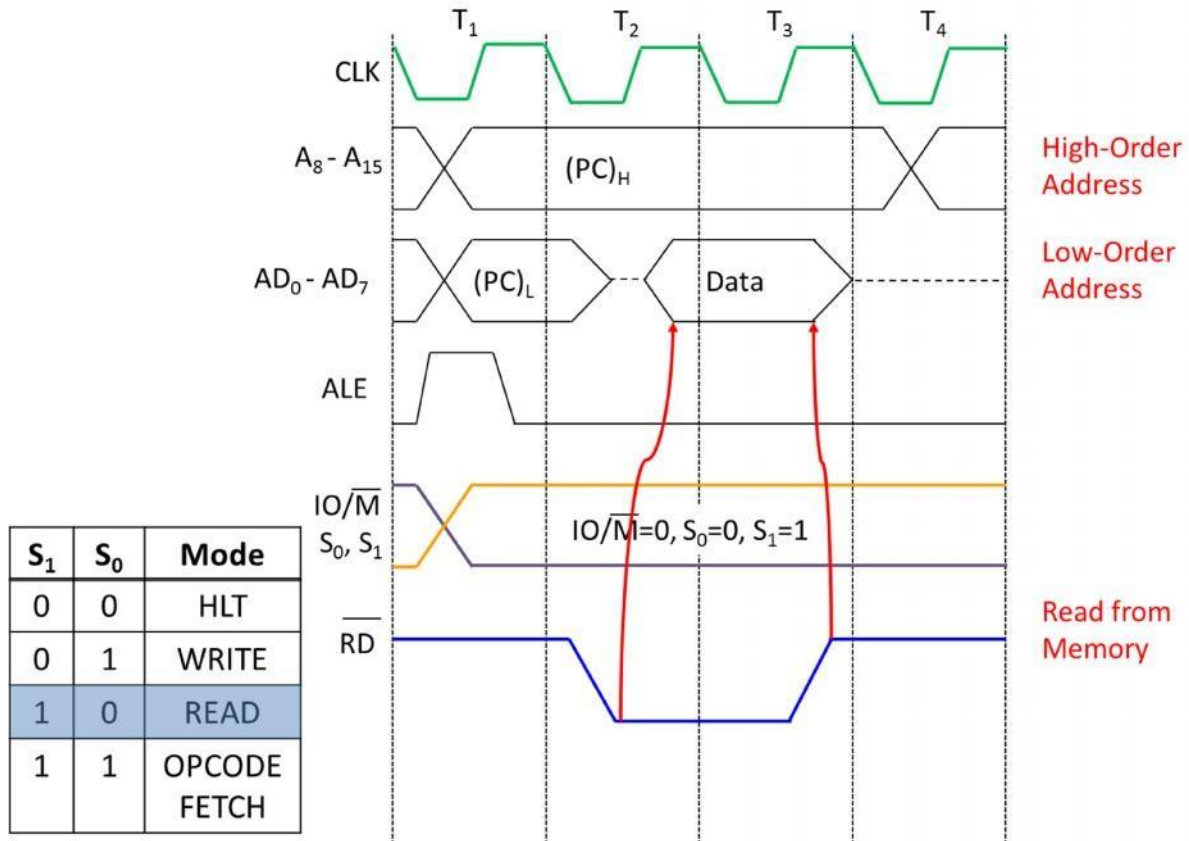 T₁ T₂ T₃ T₄
CLK
A₈ - A₁₅
(PC)H
High-Order
Address
AD₀ - AD₇
(PC)L
Data
Low-Order
Address
ALE
IO/M̅
S₀, S₁
IO/M̅=0, S₀=0, S₁=1
S₁ S₀ Mode
0 0 HLT
0 1 WRITE
1 0 READ
1 1 OPCODE
FETCH
R̅D̅
Read from
Memory